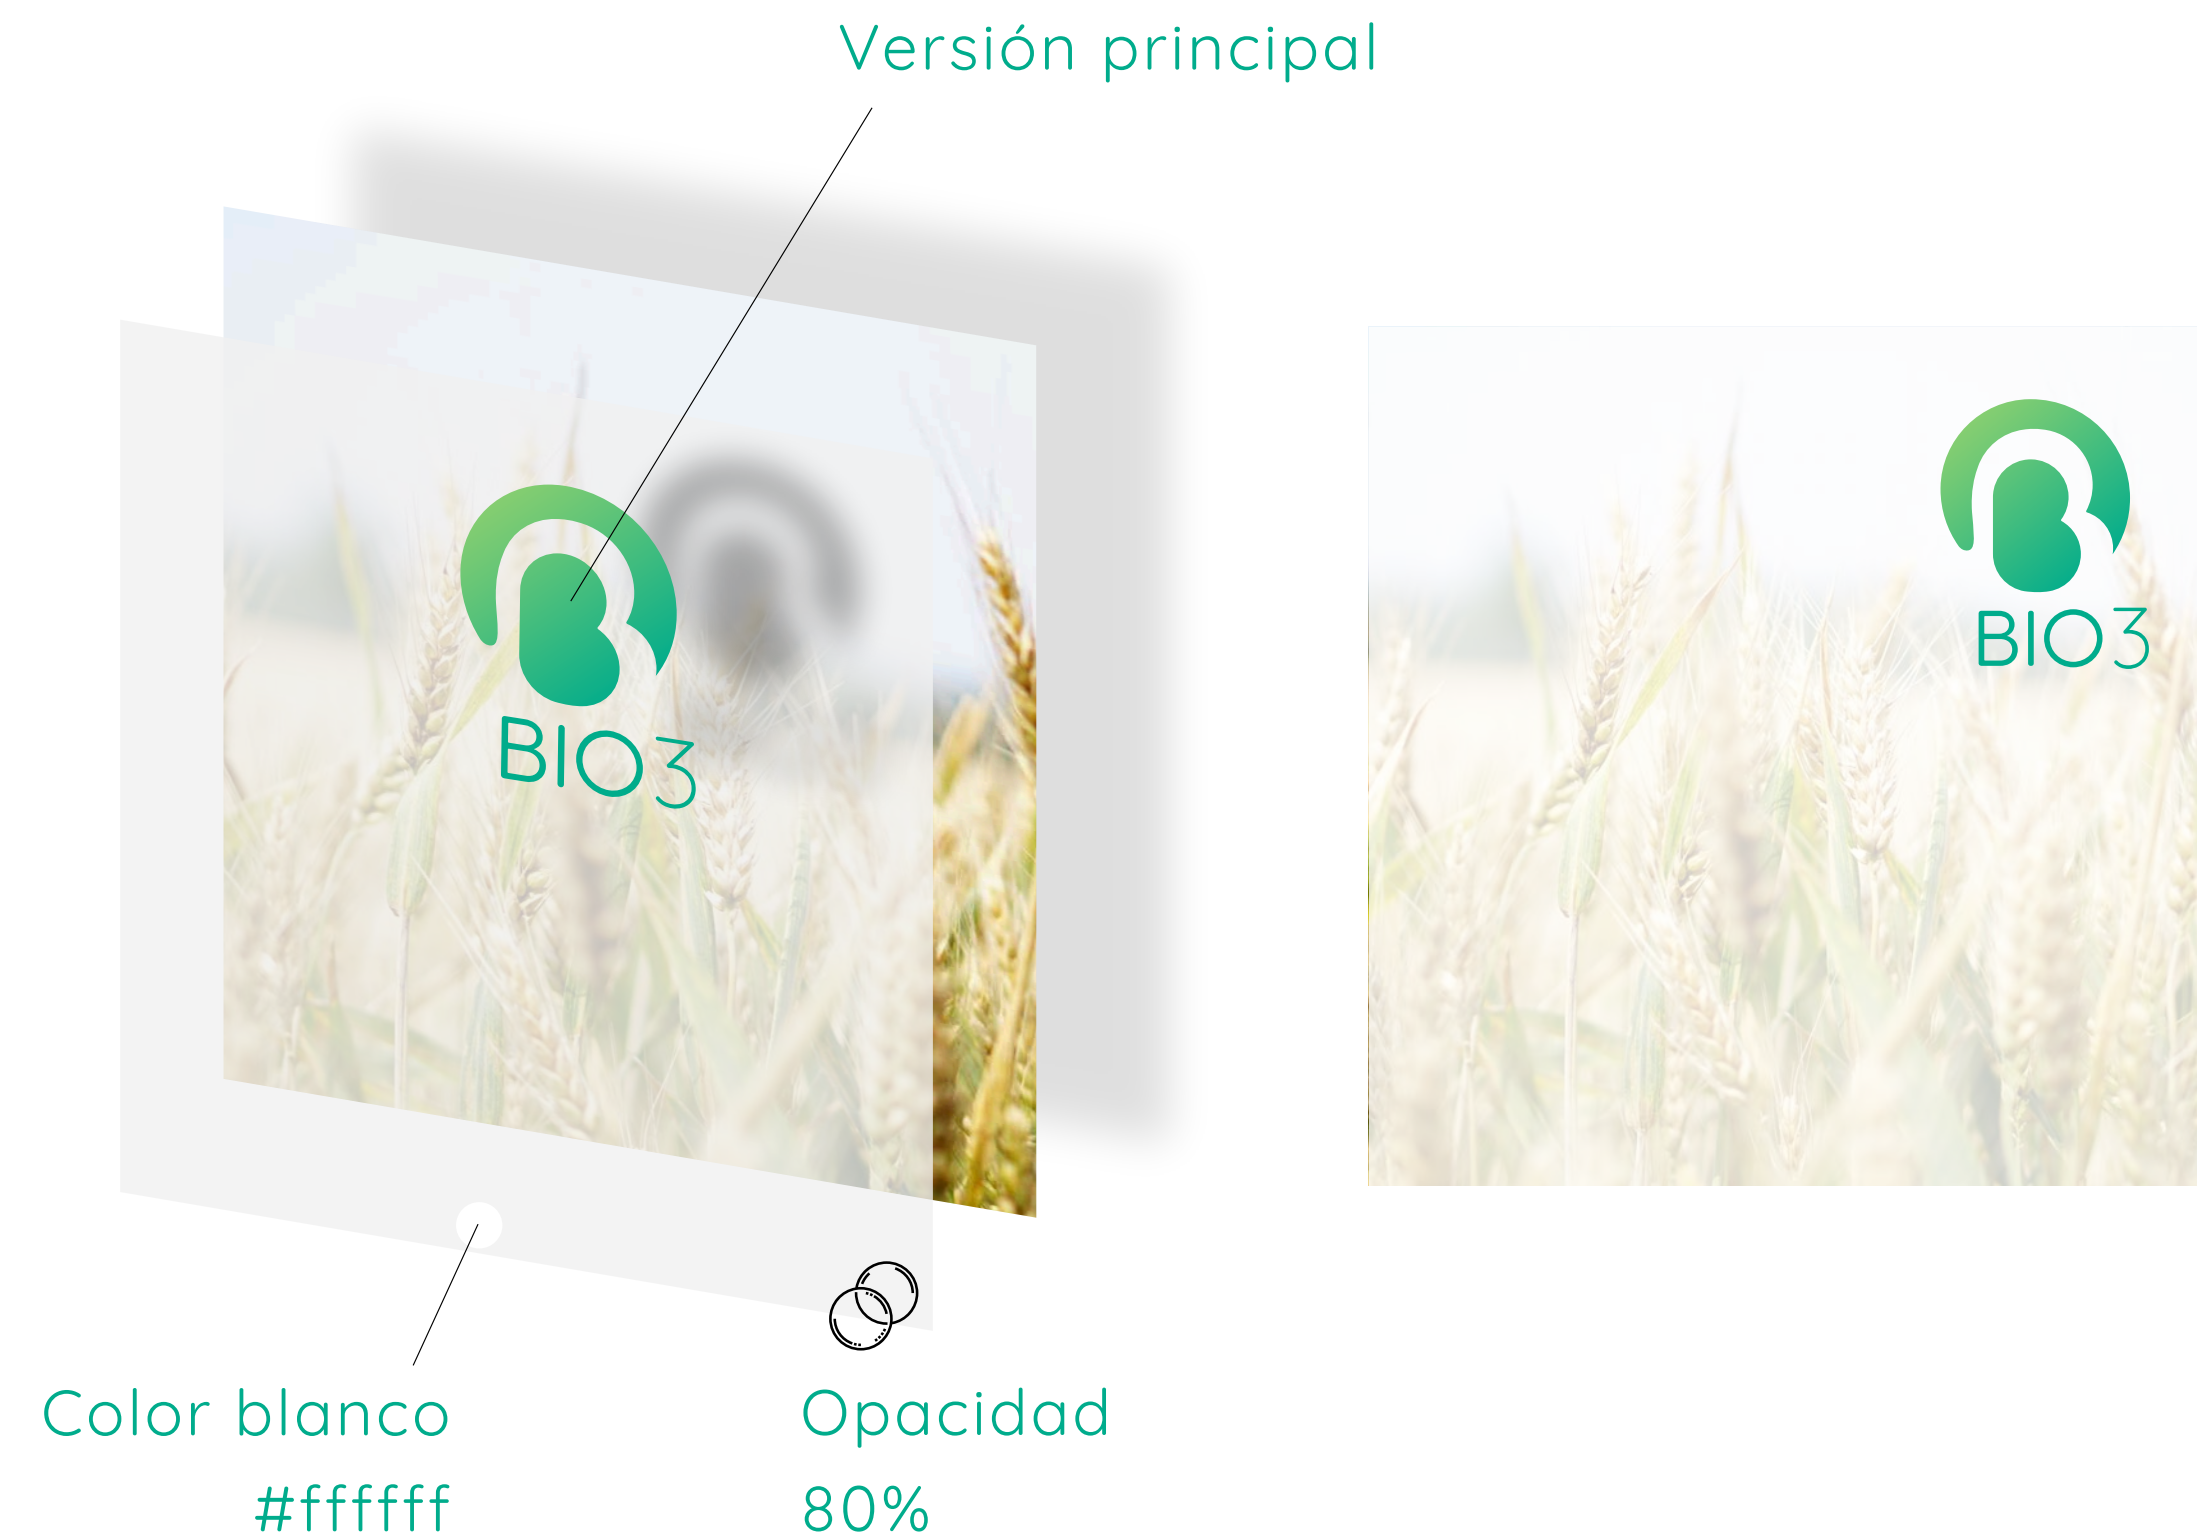 Versión principal
BIO3
BIO3
Color blanco
#ffffff
Opacidad
80%